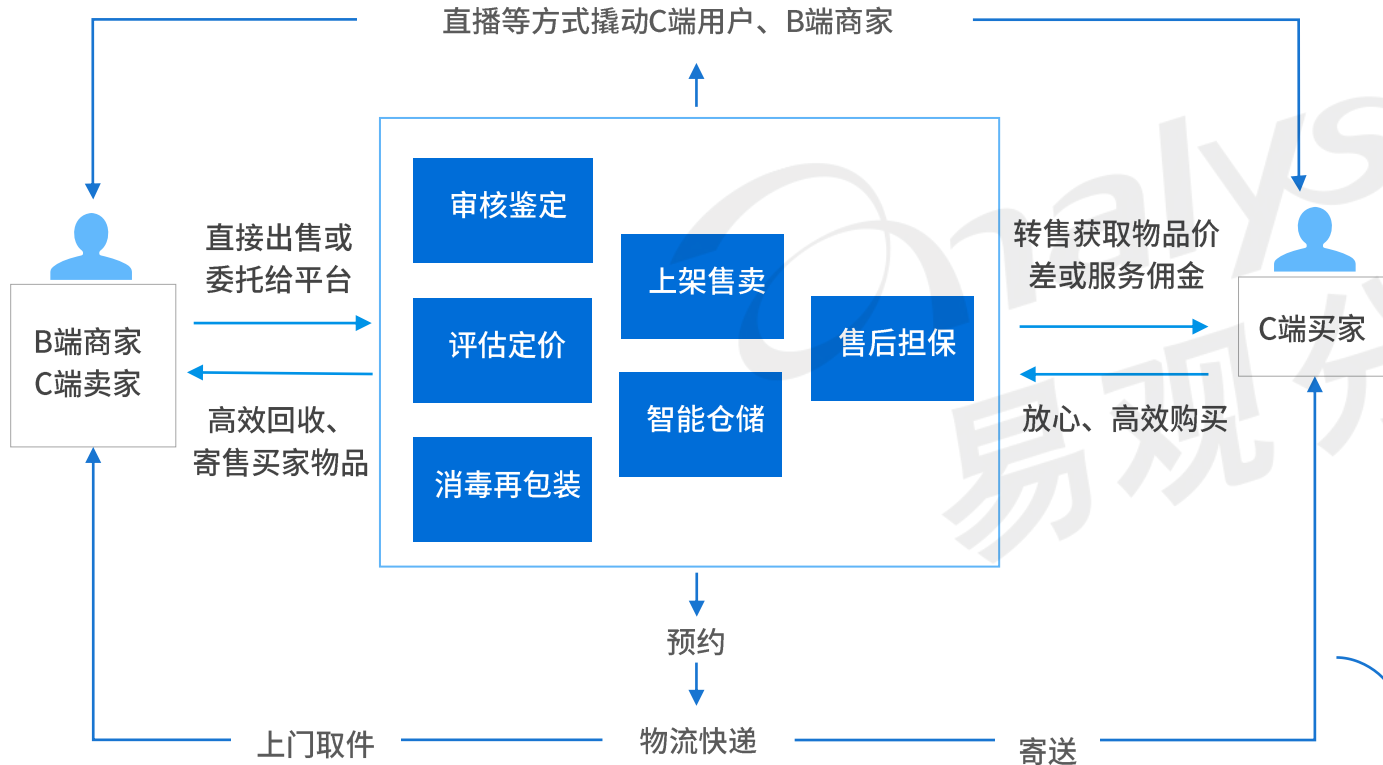 直播等方式撬动C端用户、B端商家
审核鉴定
直接出售或
委托给平台
转售获取物品价
差或服务佣金
上架售卖
B端商家
C端卖家
评估定价
售后担保
C端买家
高效回收、
寄售买家物品
智能仓储
放心、高效购买
消毒再包装
预约
上门取件
物流快递
寄送
nalys
易观分